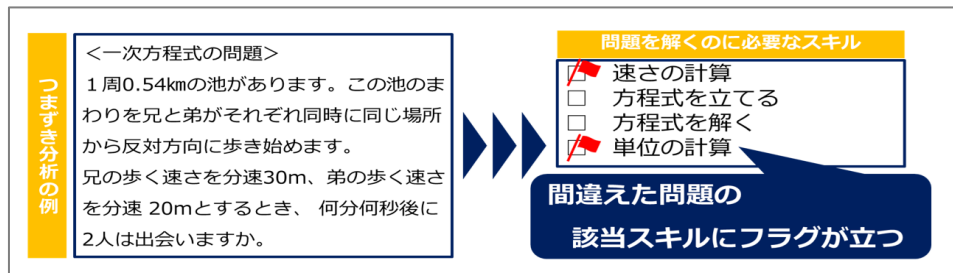 つまずき分析の例
＜一次方程式の問題＞
１周0.54㎞の池があります。この池のま
わりを兄と弟がそれぞれ同時に同じ場所
から反対方向に歩き始めます。
兄の歩く速さを分速30m、弟の歩く速さ
を分速 20mとするとき、 何分何秒後に
2人は出会いますか。
問題を解くのに必要なスキル
速さの計算
方程式を立てる
方程式を解く
単位の計算
間違えた問題の
該当スキルにフラグが立つ